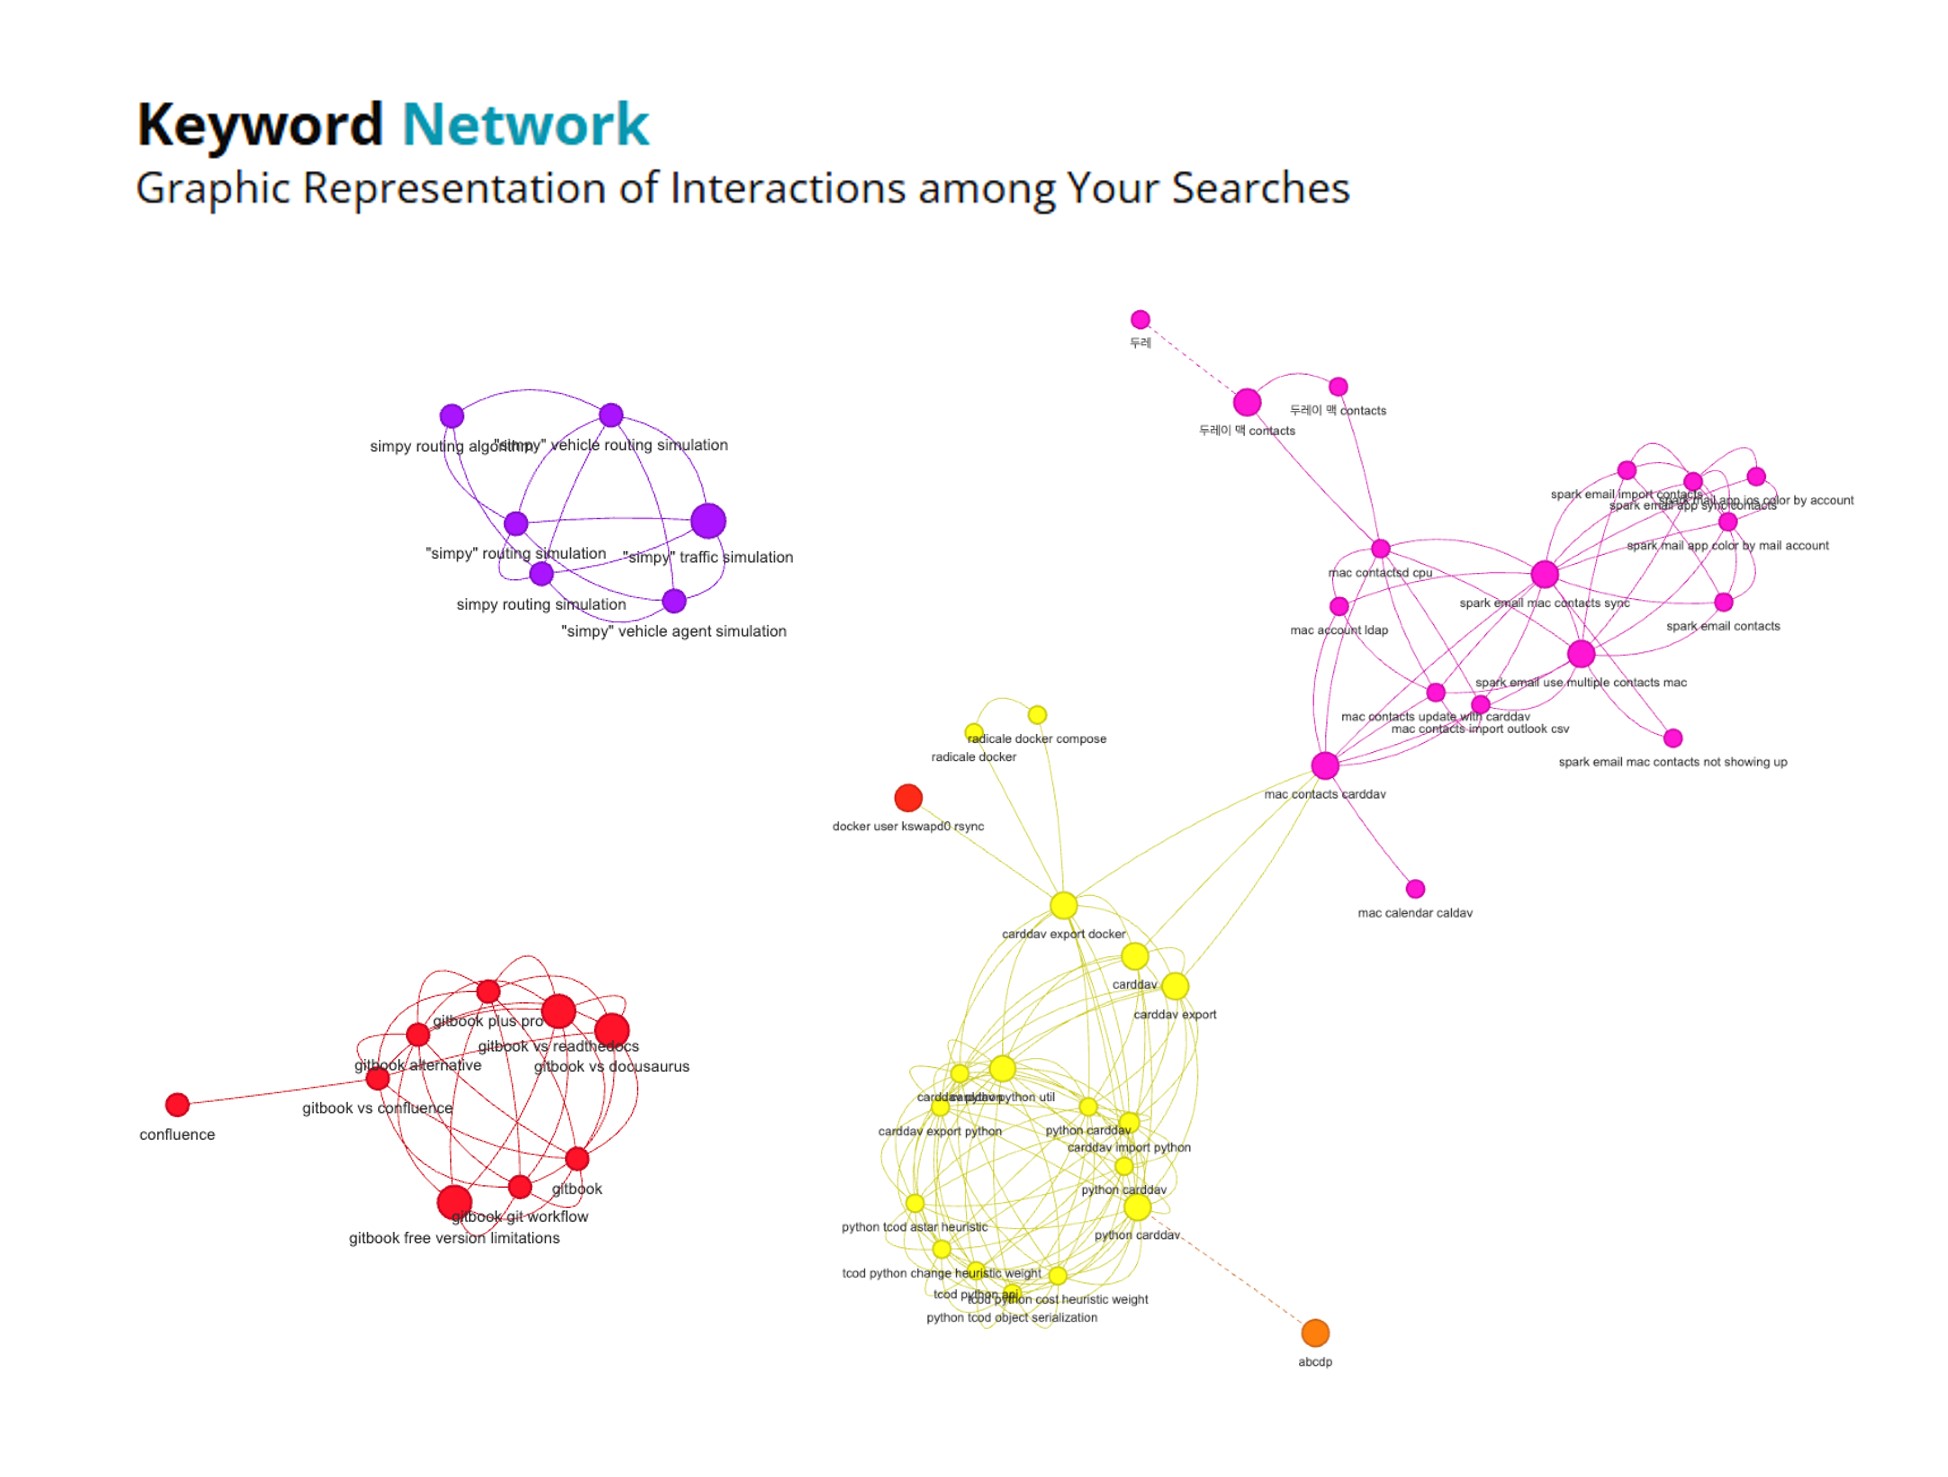 Keyword Network
Graphic Representation of Interactions among Your Searches
두레
두레이 맥 contacts
두레이 맥 contacts
simpy routing algorithm
"simpy" vehicle routing simulation
"simpy" routing simulation
"simpy" traffic simulation
simpy routing simulation
"simpy" vehicle agent simulation
spark email import contacts
spark mail app ios color by account
spark email app sync contacts
spark mail app color by mail account
mac contactsd cpu
spark email mac contacts sync
mac account ldap
spark email contacts
spark email use multiple contacts mac
mac contacts update with carddav
mac contacts import outlook csv
spark email mac contacts not showing up
mac contacts carddav
mac calendar caldav
radicale docker compose
radicale docker
docker user kswapd0 rsync
carddav export docker
carddav
carddav export
gitbook plus pro
gitbook vs readthedocs
gitbook alternative
gitbook vs docusaurus
gitbook vs confluence
confluence
gitbook
gitbook git workflow
gitbook free version limitations
carddav python
carddav python util
carddav export python
python carddav
carddav import python
python carddav
python tcod astar heuristic
python carddav
tcod python change heuristic weight
tcod python api
tcod python cost heuristic weight
python tcod object serialization
abcdp